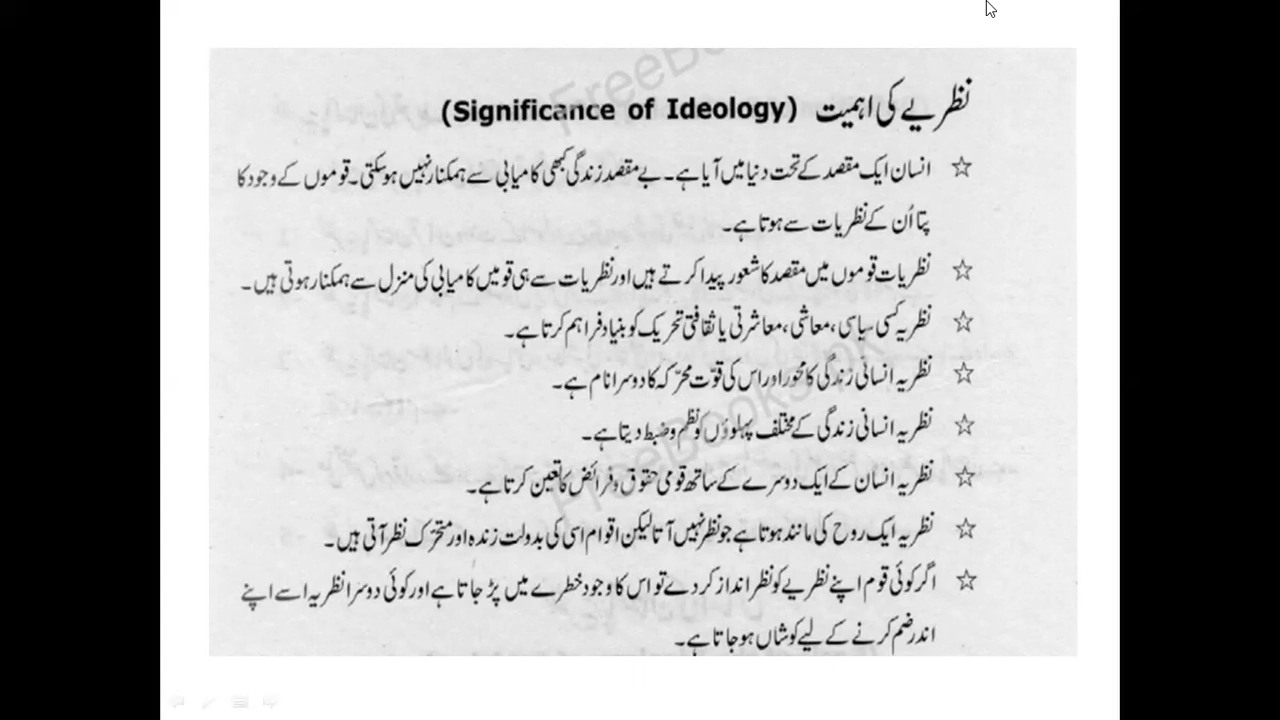 نظریے کی اہمیت (Significance of Ideology)
☆ انسان ایک مقصد کے تحت دنیا میں آیا ہے۔ بے مقصد زندگی کبھی کامیابی سے ہمکنار نہیں ہو سکتی۔ قوموں کے وجود کا
پتا اُن کے نظریات سے ہوتا ہے۔
☆ نظریات قوموں میں مقصد کا شعور پیدا کرتے ہیں اور نظریات سے ہی قومیں کامیابی کی منزل سے ہمکنار ہوتی ہیں۔
☆ نظریہ کسی سیاسی، معاشی، معاشرتی یا ثقافتی تحریک کو بنیاد فراہم کرتا ہے۔
☆ نظریہ انسانی زندگی کا محور اور اس کی قوّت محرّکہ کا دوسرا نام ہے۔
☆ نظریہ انسانی زندگی کے مختلف پہلوؤں کو نظم و ضبط دیتا ہے۔
☆ نظریہ انسان کے ایک دوسرے کے ساتھ قومی حقوق و فرائض کا تعین کرتا ہے۔
☆ نظریہ ایک روح کی مانند ہوتا ہے جو نظر نہیں آتا لیکن اقوام اسی کی بدولت زندہ اور متحرّک نظر آتی ہیں۔
☆ اگر کوئی قوم اپنے نظریے کو نظر انداز کر دے تو اس کا وجود خطرے میں پڑ جاتا ہے اور کوئی دوسرا نظریہ اسے اپنے
اندر ضم کرنے کے لیے کوشاں ہو جاتا ہے۔